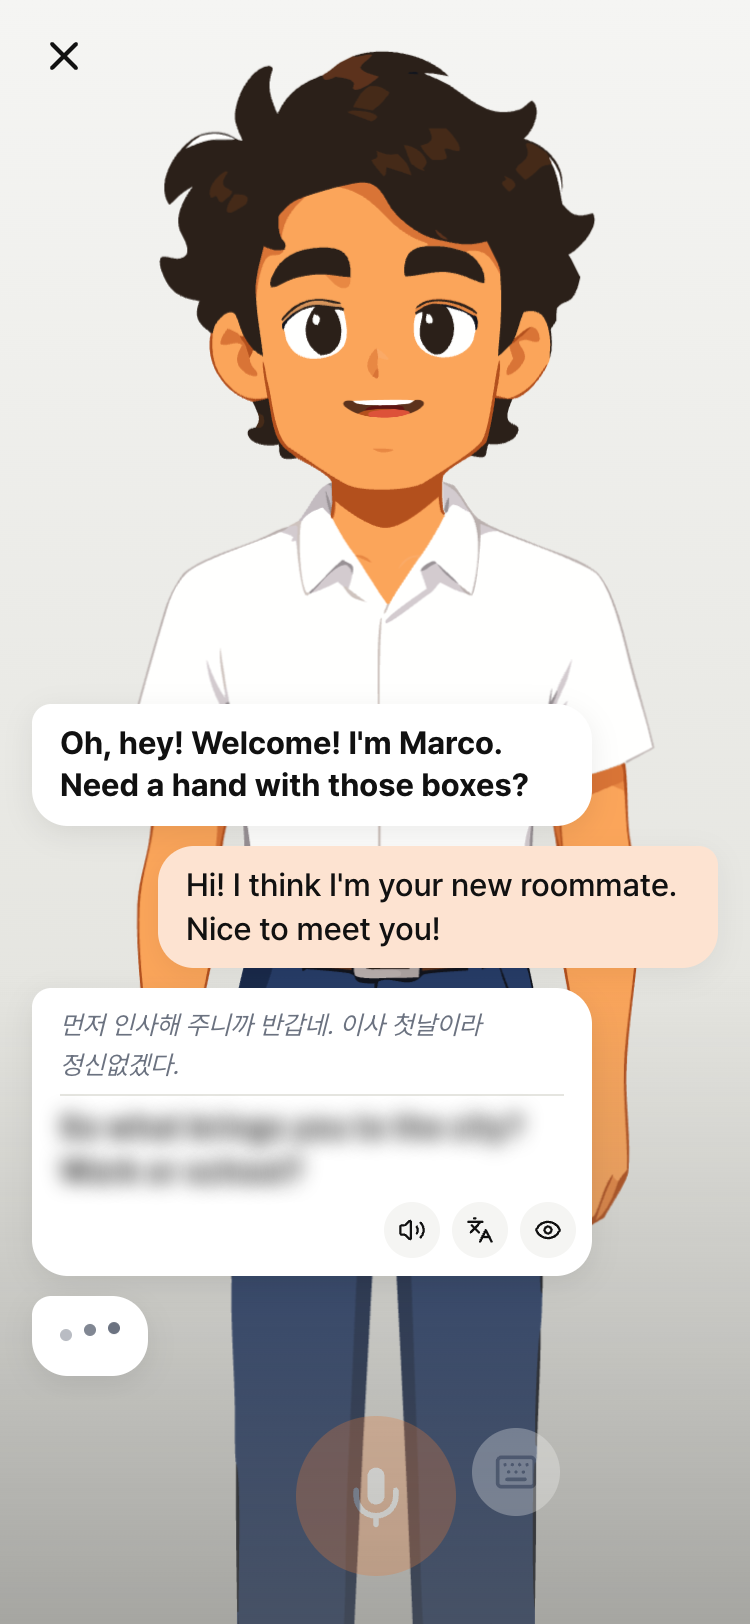 Oh, hey! Welcome! I'm Marco.
Need a hand with those boxes?
Hi! I think I'm your new roommate.
Nice to meet you!
먼저 인사해 주니까 반갑네. 이사 첫날이라
정신없겠다.